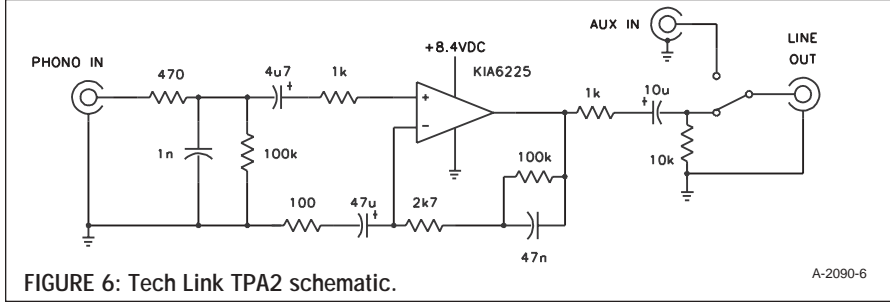 AUX IN
LINE
OUT
PHONO IN
+8.4VDC
KIA6225
470
4u7
+
1k
+
−
1k
10u
+
1n
100k
100k
10k
100
47u
+
2k7
47n
FIGURE 6: Tech Link TPA2 schematic.
A-2090-6